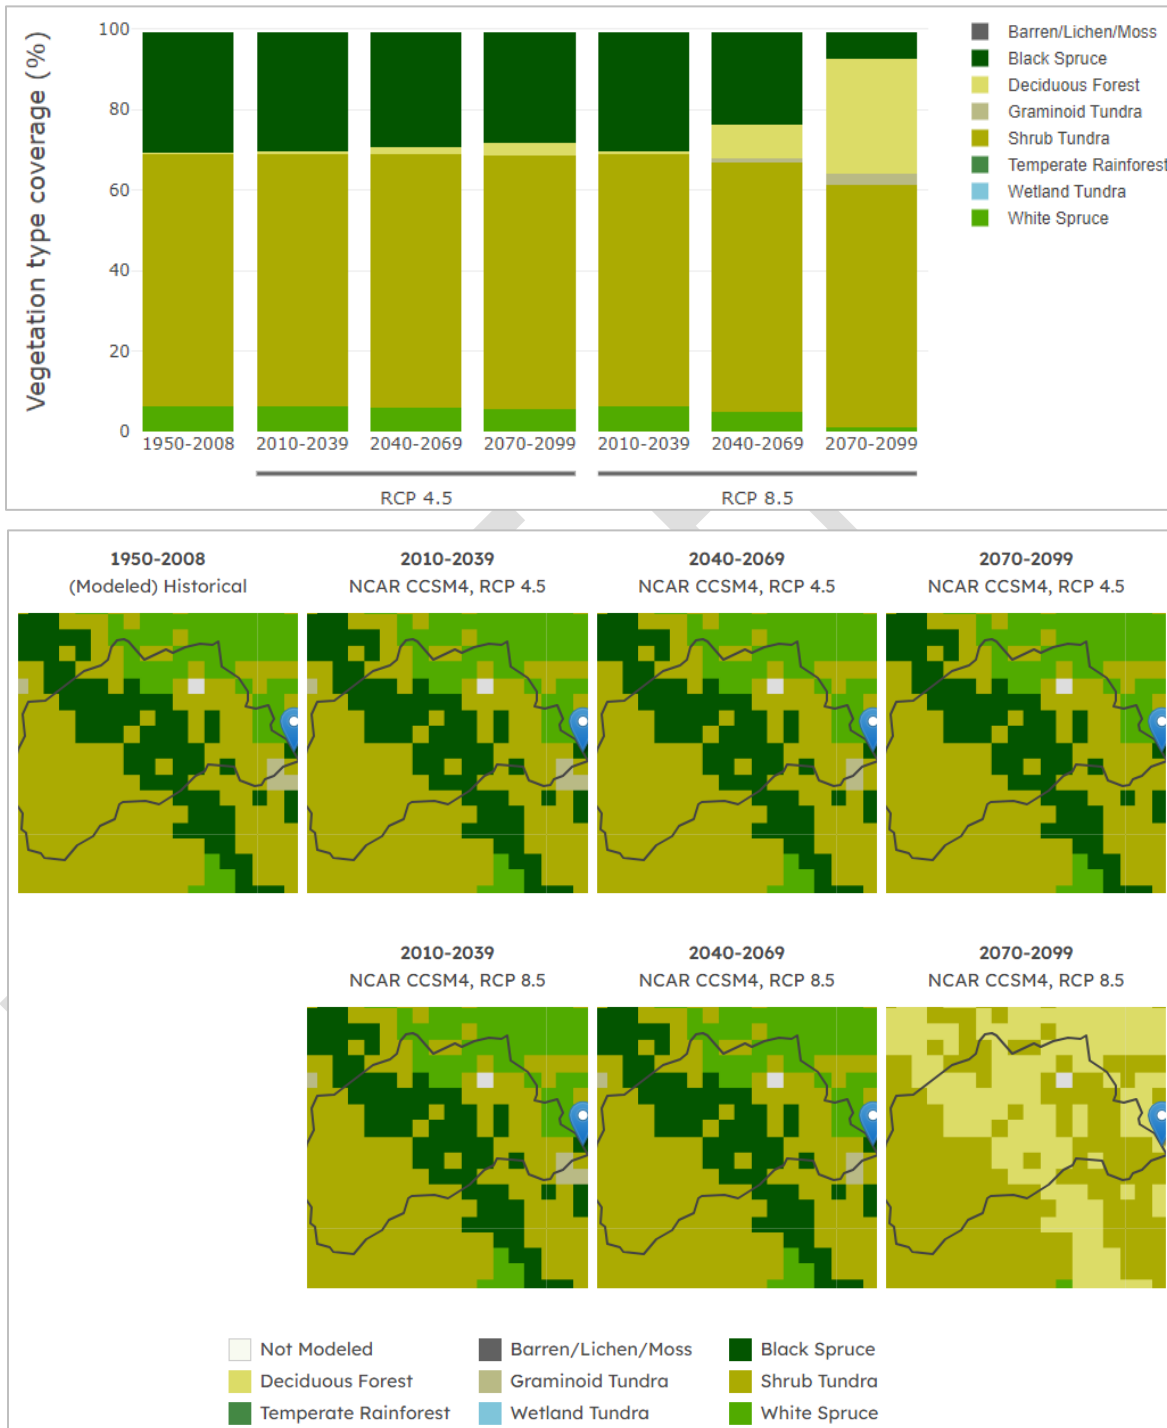 Vegetation type coverage (%)
100
80
60
40
20
0
1950-2008
2010-2039
2040-2069
2070-2099
2010-2039
2040-2069
2070-2099
RCP 4.5
RCP 8.5
Barren/Lichen/Moss
Black Spruce
Deciduous Forest
Graminoid Tundra
Shrub Tundra
Temperate Rainforest
Wetland Tundra
White Spruce
1950-2008
(Modeled) Historical
2010-2039
NCAR CCSM4, RCP 4.5
2040-2069
NCAR CCSM4, RCP 4.5
2070-2099
NCAR CCSM4, RCP 4.5
2010-2039
NCAR CCSM4, RCP 8.5
2040-2069
NCAR CCSM4, RCP 8.5
2070-2099
NCAR CCSM4, RCP 8.5
Not Modeled
Barren/Lichen/Moss
Black Spruce
Deciduous Forest
Graminoid Tundra
Shrub Tundra
Temperate Rainforest
Wetland Tundra
White Spruce